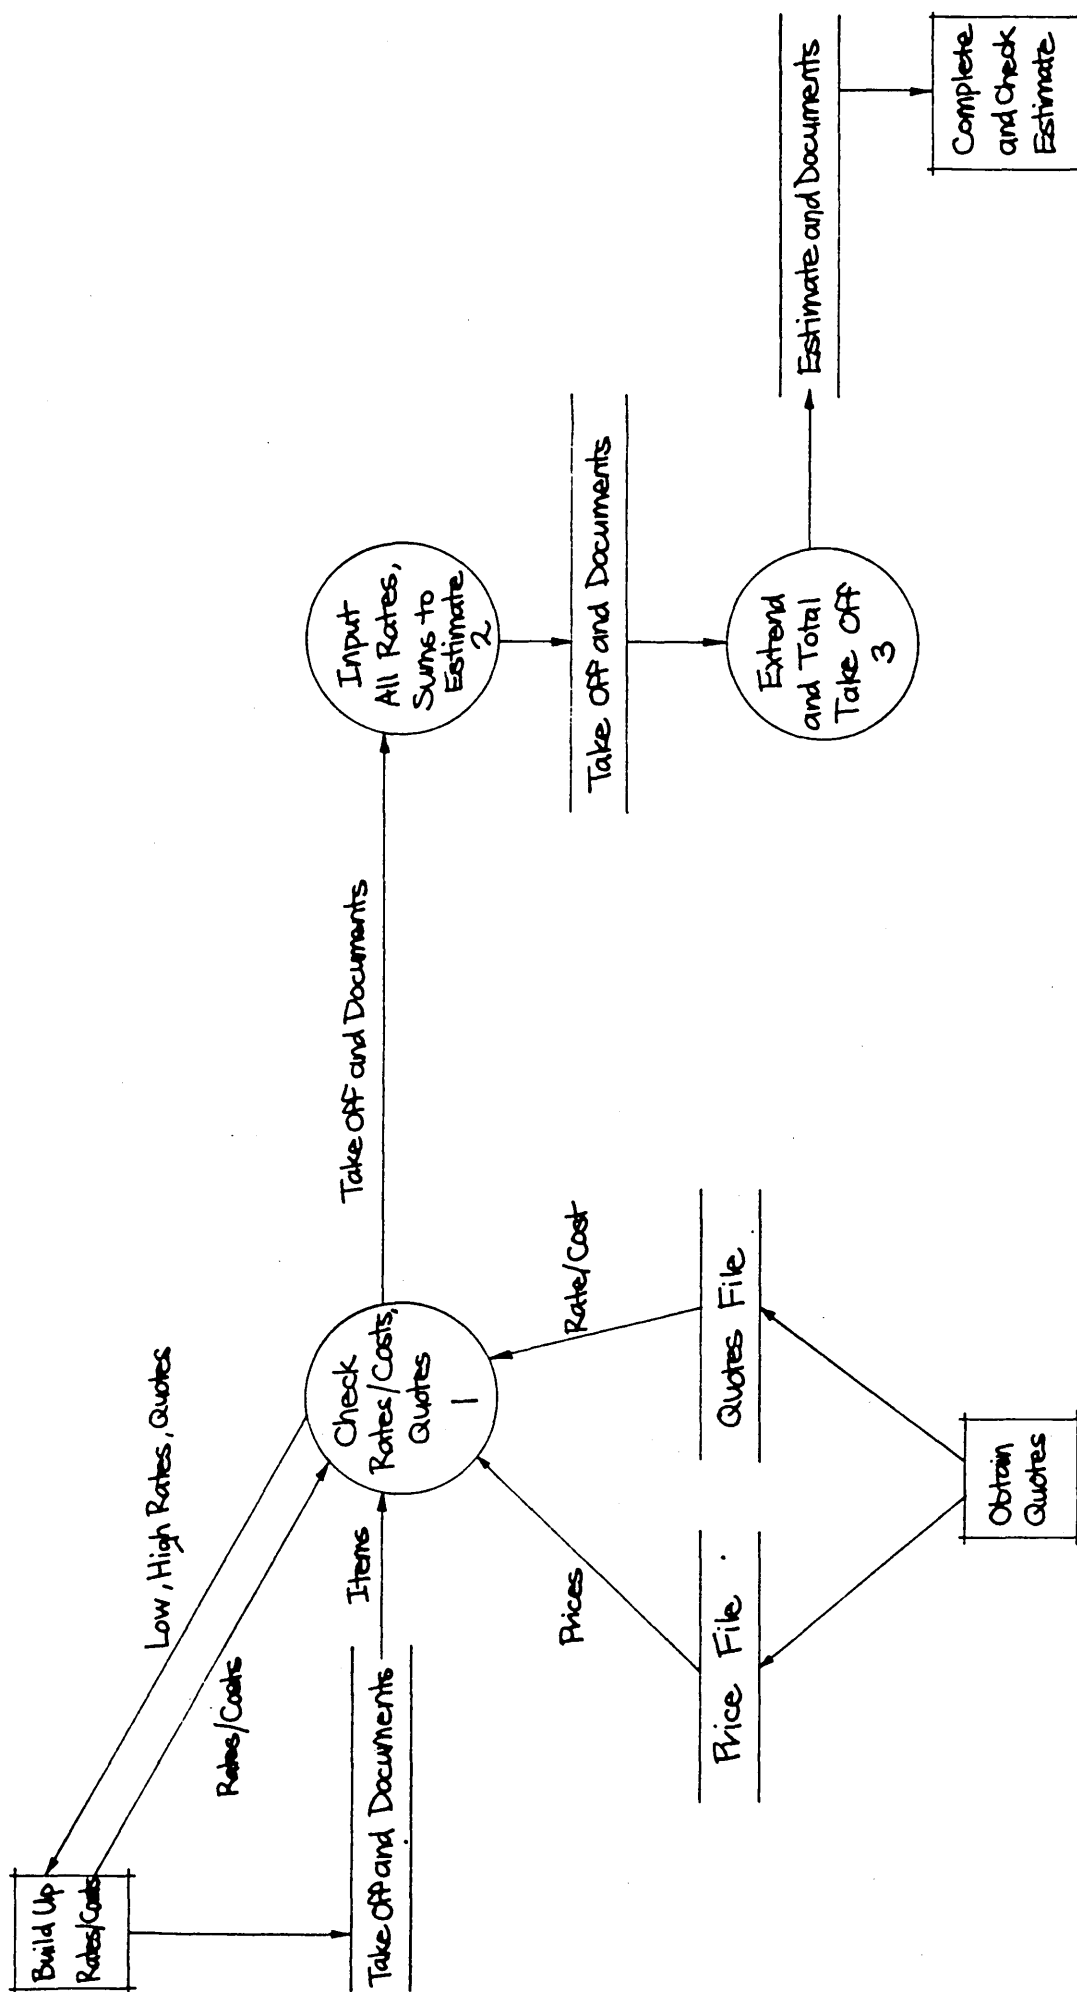 Build Up
Rates/Costs
Low, High Rates, Quotes
Rates/Costs
Take Off and Documents
Items
Check
Rates/Costs,
Quotes
1
Take Off and Documents
Input
All Rates,
Sums to
Estimate
2
Prices
Rate/Cost
Price File
Quotes File
Obtain
Quotes
Take Off and Documents
Extend
and Total
Take Off
3
Estimate and Documents
Complete
and Check
Estimate